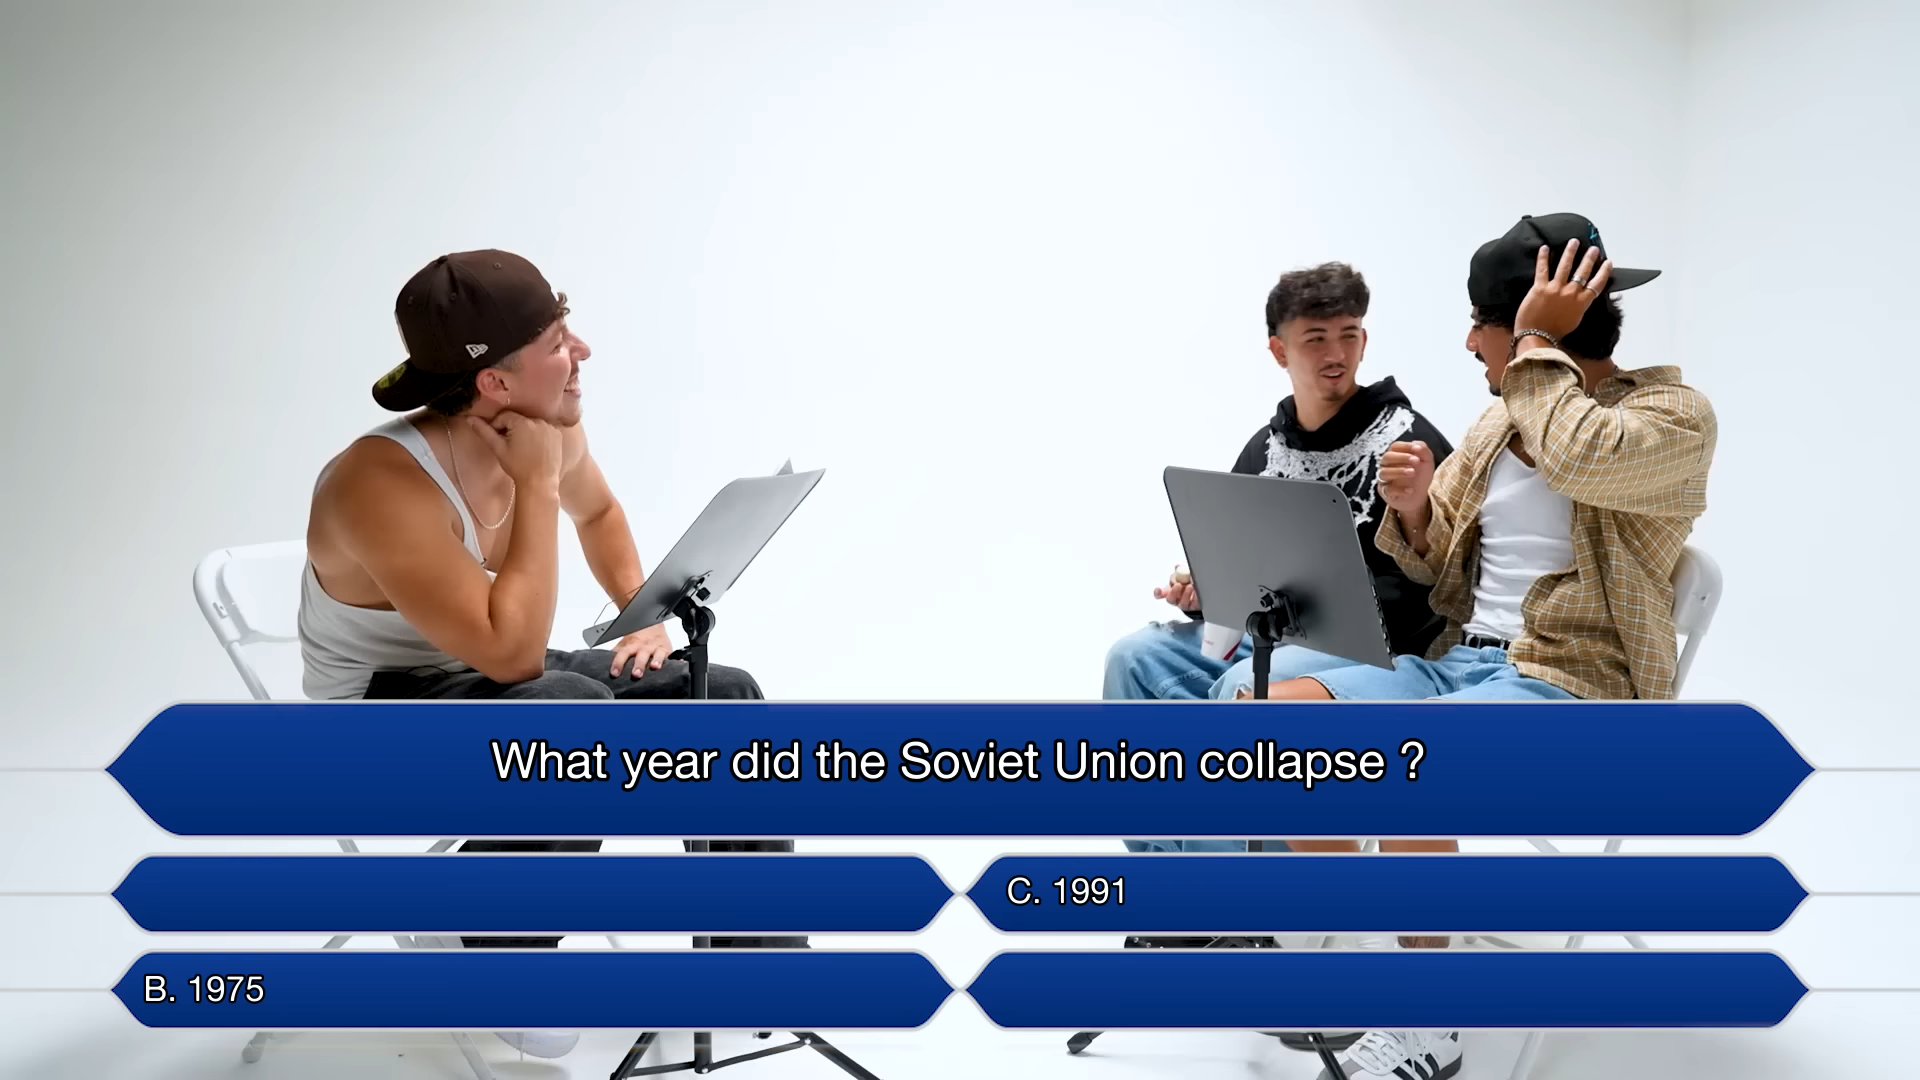 What year did the Soviet Union collapse ?
C. 1991
B. 1975